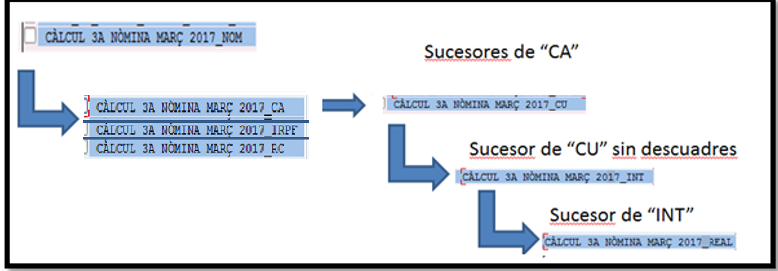 CÀLCUL 3A NÒMINA MARÇ 2017_NOM
Sucesores de “CA”
CÀLCUL 3A NÒMINA MARÇ 2017_CA
CÀLCUL 3A NÒMINA MARÇ 2017_CU
CÀLCUL 3A NÒMINA MARÇ 2017_IRPF
CÀLCUL 3A NÒMINA MARÇ 2017_RC
Sucesor de “CU” sin descuadres
CÀLCUL 3A NÒMINA MARÇ 2017_INT
Sucesor de “INT”
CÀLCUL 3A NÒMINA MARÇ 2017_REAL